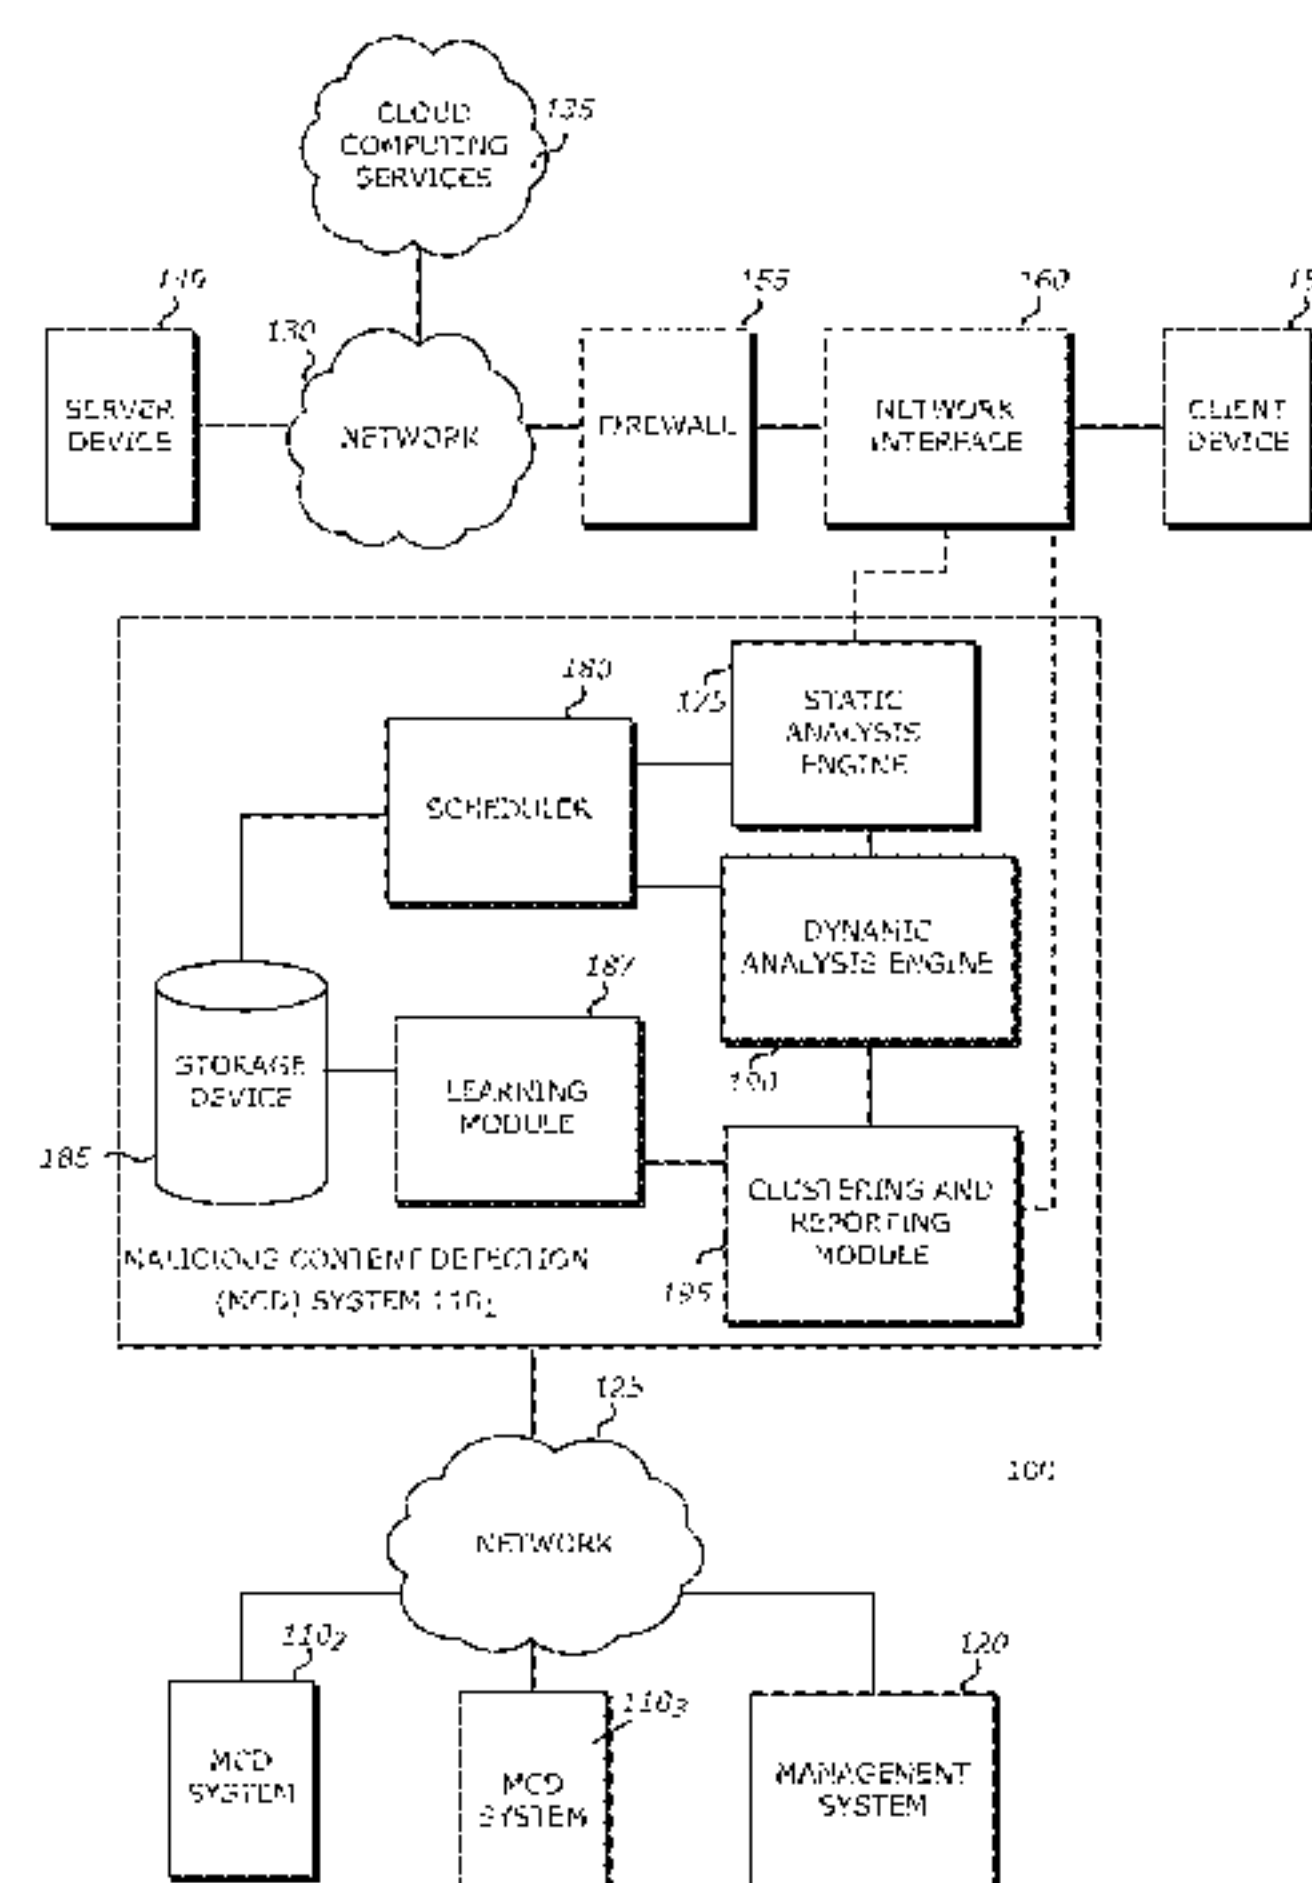 CLOUD
COMPUTING
SERVICES
135
140
130
155
160
SERVER
DEVICE
NETWORK
FIREWALL
NETWORK
INTERFACE
CLIENT
DEVICE
180
STATIC
ANALYSIS
ENGINE
SCHEDULER
DYNAMIC
ANALYSIS ENGINE
187
190
STORAGE
DEVICE
LEARNING
MODULE
185
CLUSTERING AND
REPORTING
MODULE
195
MALICIOUS CONTENT DETECTION
(MCD) SYSTEM 110₁
125
100
NETWORK
110₂
110₃
120
MCD
SYSTEM
MCD
SYSTEM
MANAGEMENT
SYSTEM